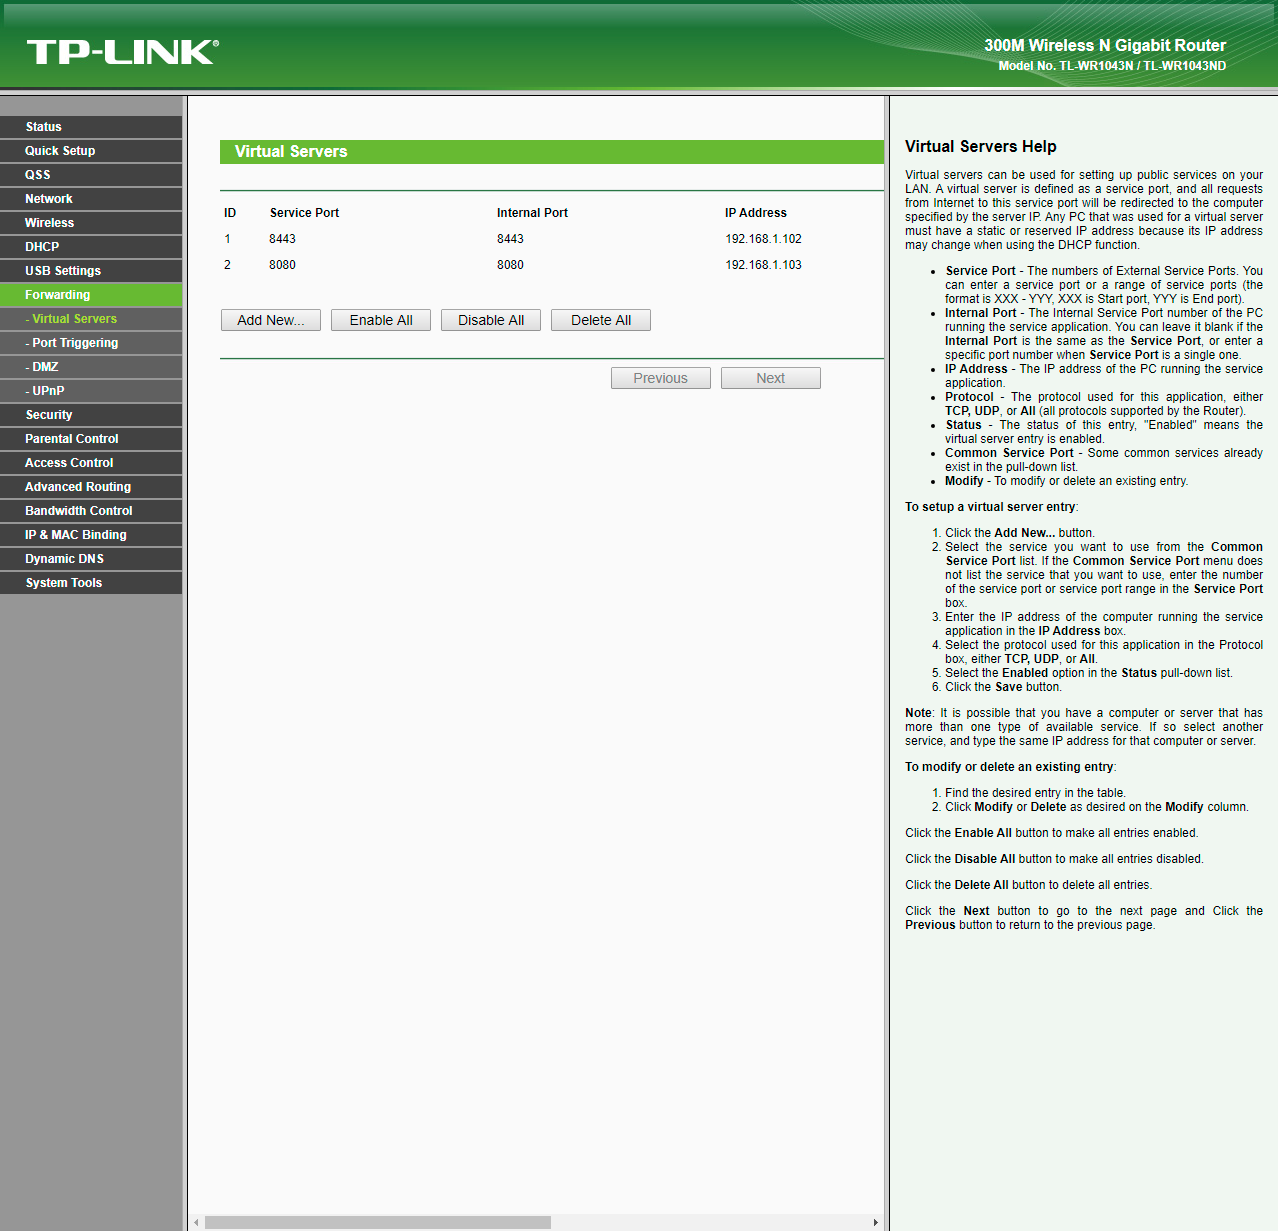 TP-LINK®
300M Wireless N Gigabit Router
Model No. TL-WR1043N / TL-WR1043ND
Status
Quick Setup
QSS
Network
Wireless
DHCP
USB Settings
Forwarding
- Virtual Servers
- Port Triggering
- DMZ
- UPnP
Security
Parental Control
Access Control
Advanced Routing
Bandwidth Control
IP & MAC Binding
Dynamic DNS
System Tools
Virtual Servers
ID Service Port Internal Port IP Address
1 8443 8443 192.168.1.102
2 8080 8080 192.168.1.103
Add New... Enable All Disable All Delete All
Previous Next
Virtual Servers Help
Virtual servers can be used for setting up public services on your
LAN. A virtual server is defined as a service port, and all requests
from Internet to this service port will be redirected to the computer
specified by the server IP. Any PC that was used for a virtual server
must have a static or reserved IP address because its IP address
may change when using the DHCP function.
• Service Port - The numbers of External Service Ports. You
can enter a service port or a range of service ports (the
format is XXX - YYY, XXX is Start port, YYY is End port).
• Internal Port - The Internal Service Port number of the PC
running the service application. You can leave it blank if the
Internal Port is the same as the Service Port, or enter a
specific port number when Service Port is a single one.
• IP Address - The IP address of the PC running the service
application.
• Protocol - The protocol used for this application, either
TCP, UDP, or All (all protocols supported by the Router).
• Status - The status of this entry, "Enabled" means the
virtual server entry is enabled.
• Common Service Port - Some common services already
exist in the pull-down list.
• Modify - To modify or delete an existing entry.
To setup a virtual server entry:
1. Click the Add New... button.
2. Select the service you want to use from the Common
Service Port list. If the Common Service Port menu does
not list the service that you want to use, enter the number
of the service port or service port range in the Service Port
box.
3. Enter the IP address of the computer running the service
application in the IP Address box.
4. Select the protocol used for this application in the Protocol
box, either TCP, UDP, or All.
5. Select the Enabled option in the Status pull-down list.
6. Click the Save button.
Note: It is possible that you have a computer or server that has
more than one type of available service. If so select another
service, and type the same IP address for that computer or server.
To modify or delete an existing entry:
1. Find the desired entry in the table.
2. Click Modify or Delete as desired on the Modify column.
Click the Enable All button to make all entries enabled.
Click the Disable All button to make all entries disabled.
Click the Delete All button to delete all entries.
Click the Next button to go to the next page and Click the
Previous button to return to the previous page.